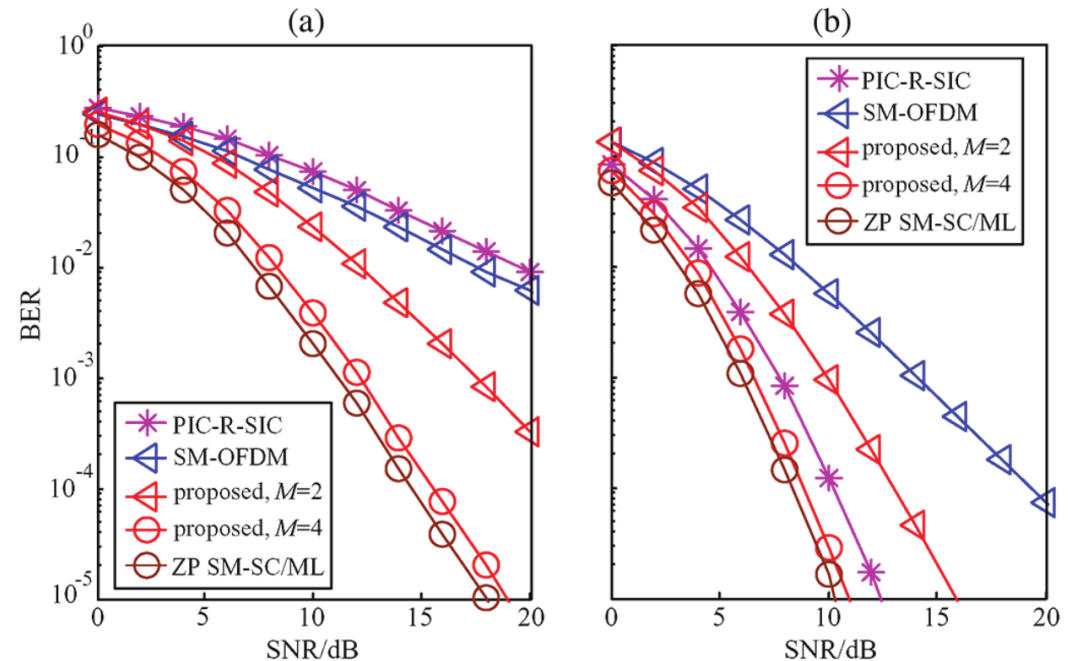 (a)
(b)
10^0
10^-1
10^-2
10^-3
10^-4
10^-5
BER
PIC-R-SIC
SM-OFDM
proposed, M=2
proposed, M=4
ZP SM-SC/ML
0 5 10 15 20
SNR/dB
PIC-R-SIC
SM-OFDM
proposed, M=2
proposed, M=4
ZP SM-SC/ML
0 5 10 15 20
SNR/dB